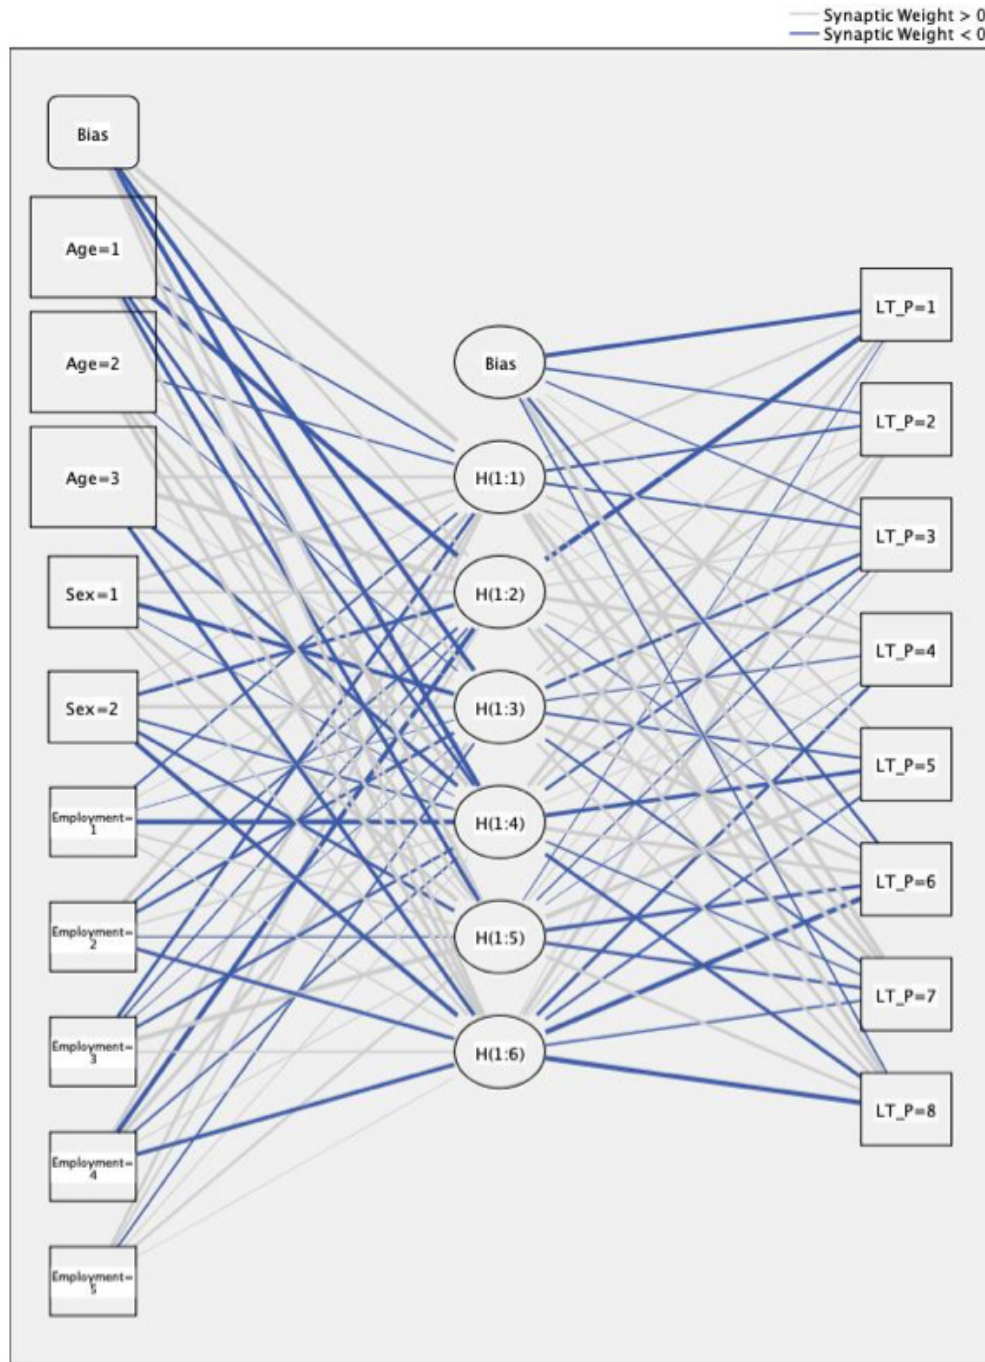 Synaptic Weight > 0
Synaptic Weight < 0
Bias
Age=1
Age=2
Age=3
Sex=1
Sex=2
Employment=
1
Employment=
2
Employment=
3
Employment=
4
Employment=
5
Bias
H(1:1)
H(1:2)
H(1:3)
H(1:4)
H(1:5)
H(1:6)
LT_P=1
LT_P=2
LT_P=3
LT_P=4
LT_P=5
LT_P=6
LT_P=7
LT_P=8